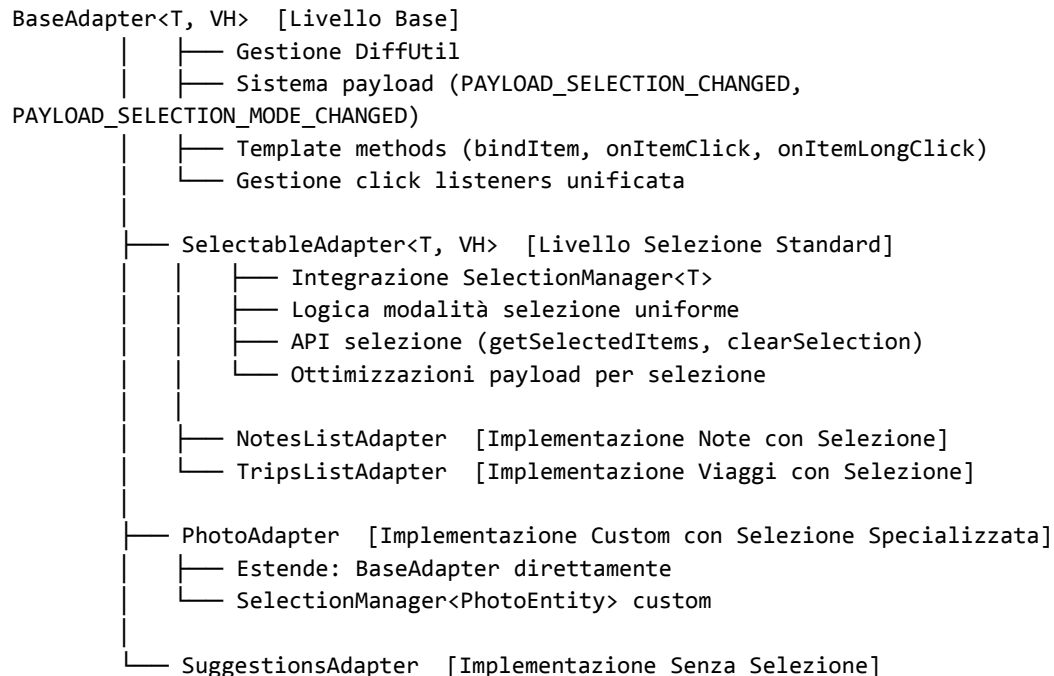 BaseAdapter<T, VH>  [Livello Base]
        │   ├── Gestione DiffUtil
        │   ├── Sistema payload (PAYLOAD_SELECTION_CHANGED,
PAYLOAD_SELECTION_MODE_CHANGED)
        │   ├── Template methods (bindItem, onItemClick, onItemLongClick)
        │   └── Gestione click listeners unificata
        │
        ├── SelectableAdapter<T, VH>  [Livello Selezione Standard]
        │   │   ├── Integrazione SelectionManager<T>
        │   │   ├── Logica modalità selezione uniforme
        │   │   ├── API selezione (getSelectedItems, clearSelection)
        │   │   └── Ottimizzazioni payload per selezione
        │   │
        │   ├── NotesListAdapter  [Implementazione Note con Selezione]
        │   └── TripsListAdapter  [Implementazione Viaggi con Selezione]
        │
        ├── PhotoAdapter  [Implementazione Custom con Selezione Specializzata]
        │   ├── Estende: BaseAdapter direttamente
        │   └── SelectionManager<PhotoEntity> custom
        │
        └── SuggestionsAdapter  [Implementazione Senza Selezione]